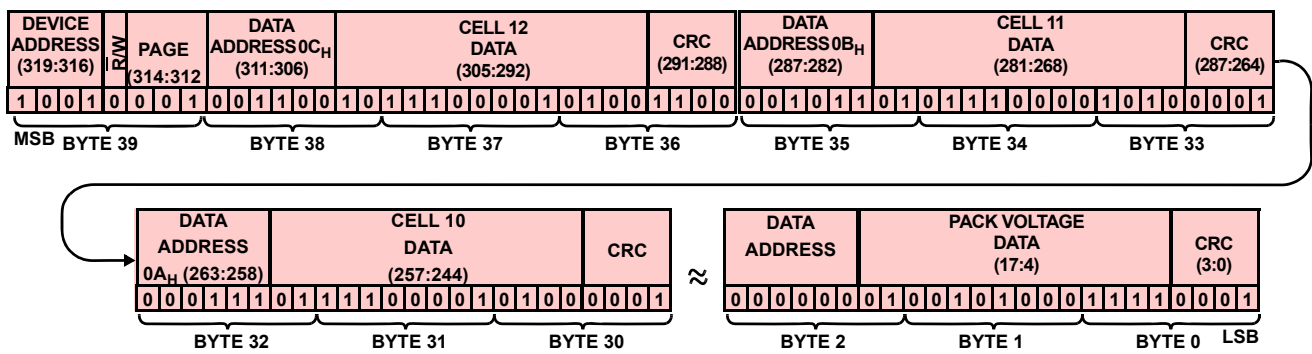 DEVICE ADDRESS (319:316)
R/W
PAGE (314:312
DATA ADDRESS 0CH (311:306)
CELL 12 DATA (305:292)
CRC (291:288)
DATA ADDRESS 0BH (287:282)
CELL 11 DATA (281:268)
CRC (287:264)
1 0 0 1 0 0 0 1 0 0 1 1 0 0 1 0 1 1 1 0 0 0 0 1 0 1 0 0 1 1 0 0 0 0 1 0 1 1 0 1 0 1 1 1 0 0 0 0 1 0 1 0 0 0 0 1
MSB BYTE 39 BYTE 38 BYTE 37 BYTE 36 BYTE 35 BYTE 34 BYTE 33
DATA ADDRESS 0AH (263:258)
CELL 10 DATA (257:244)
CRC
≈
DATA ADDRESS
PACK VOLTAGE DATA (17:4)
CRC (3:0)
0 0 0 1 1 1 0 1 1 1 1 0 0 0 0 1 0 1 0 0 0 0 0 1 0 0 0 0 0 0 0 1 0 0 1 0 1 0 0 0 1 1 1 1 0 0 0 1
BYTE 32 BYTE 31 BYTE 30 BYTE 2 BYTE 1 BYTE 0 LSB